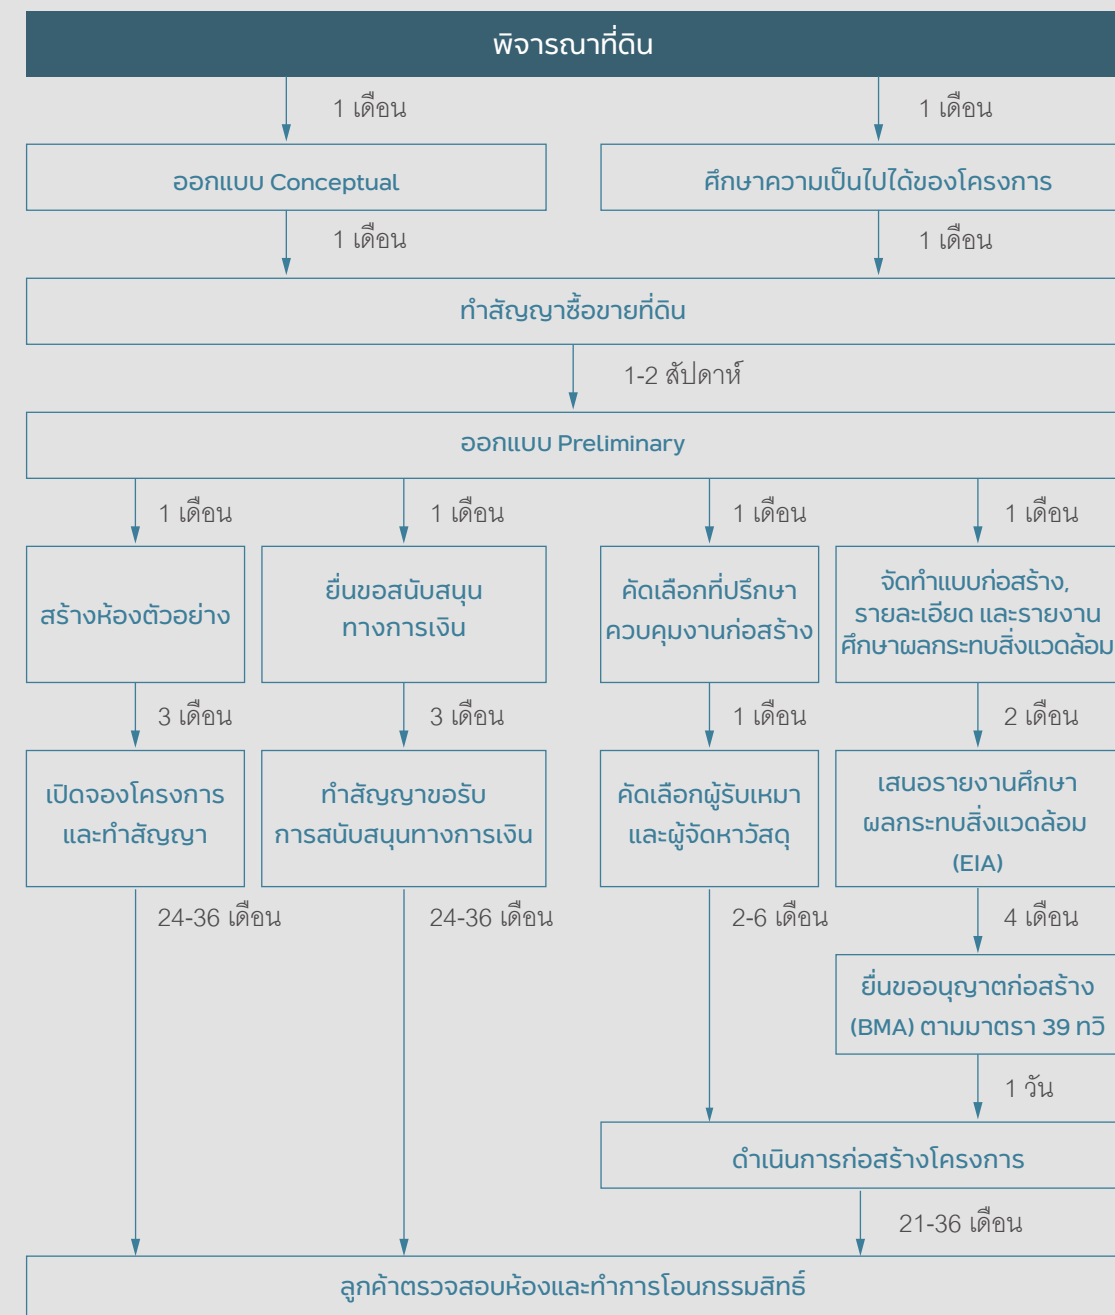 พิจารณาที่ดิน
1 เดือน
1 เดือน
ออกแบบ Conceptual
ศึกษาความเป็นไปได้ของโครงการ
1 เดือน
1 เดือน
ทำสัญญาซื้อขายที่ดิน
1-2 สัปดาห์
ออกแบบ Preliminary
1 เดือน
1 เดือน
1 เดือน
1 เดือน
สร้างห้องตัวอย่าง
ยื่นขอสนับสนุน
ทางการเงิน
คัดเลือกที่ปรึกษา
ควบคุมงานก่อสร้าง
จัดทำแบบก่อสร้าง,
รายละเอียด และรายงาน
ศึกษาผลกระทบสิ่งแวดล้อม
3 เดือน
3 เดือน
1 เดือน
2 เดือน
เปิดจองโครงการ
และทำสัญญา
ทำสัญญาขอรับ
การสนับสนุนทางการเงิน
คัดเลือกผู้รับเหมา
และผู้จัดหาวัสดุ
เสนอรายงานศึกษา
ผลกระทบสิ่งแวดล้อม
(EIA)
24-36 เดือน
24-36 เดือน
2-6 เดือน
4 เดือน
ยื่นขออนุญาตก่อสร้าง
(BMA) ตามมาตรา 39 ทวิ
1 วัน
ดำเนินการก่อสร้างโครงการ
21-36 เดือน
ลูกค้าตรวจสอบห้องและทำการโอนกรรมสิทธิ์